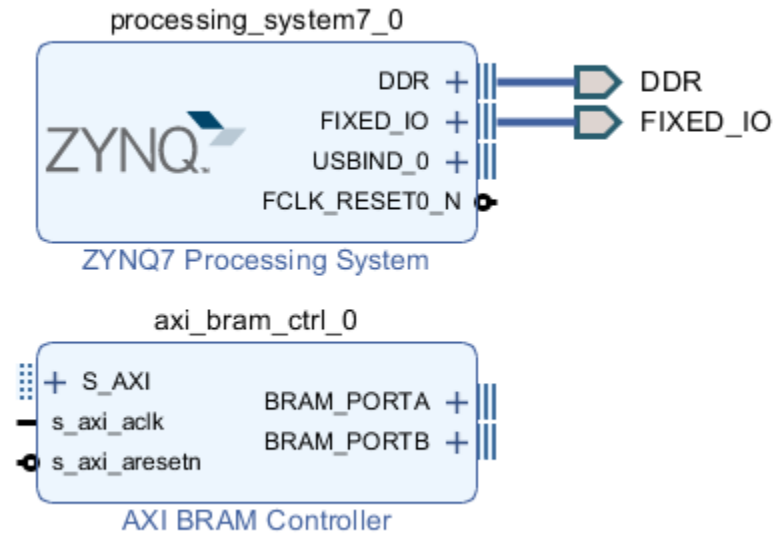 processing_system7_0
DDR
DDR
FIXED_IO
FIXED_IO
ZYNQ.
USBIND_0
FCLK_RESET0_N
ZYNQ7 Processing System
axi_bram_ctrl_0
S_AXI
BRAM_PORTA
s_axi_aclk
BRAM_PORTB
s_axi_aresetn
AXI BRAM Controller